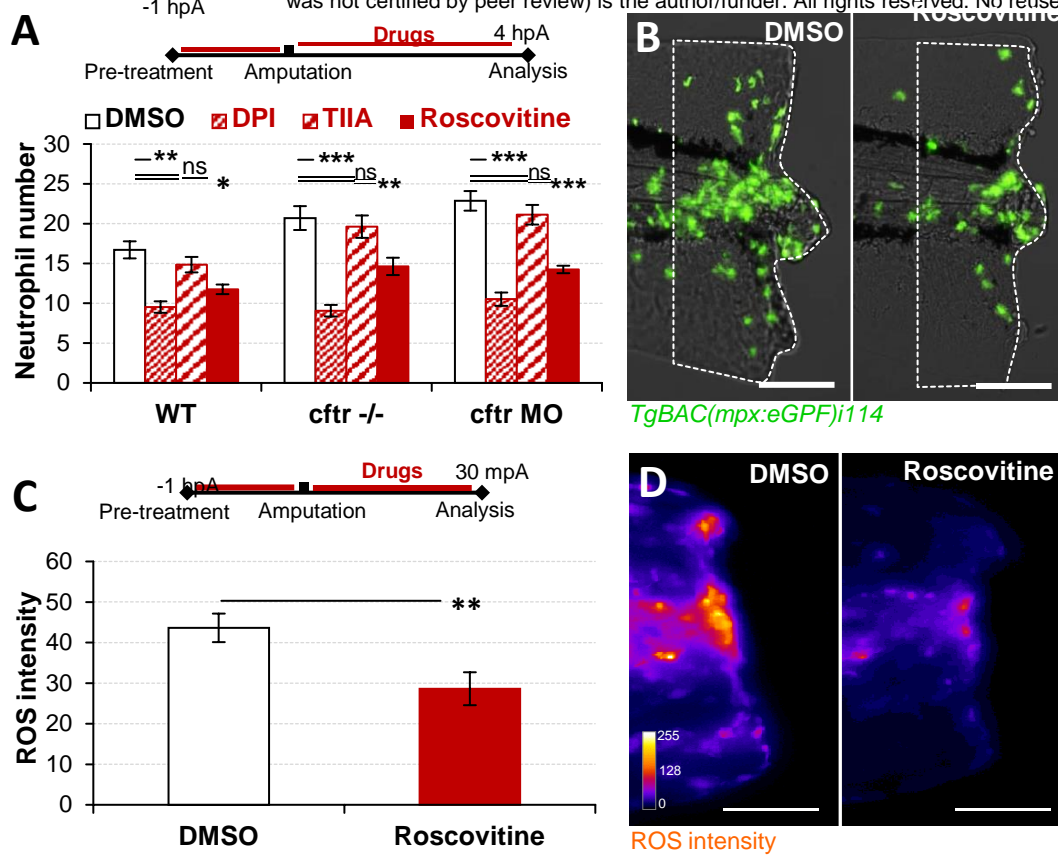 was not certified by peer review) is the author/funder. All rights reserved. No reuse
A
-1 hpA
Drugs
4 hpA
Pre-treatment
Amputation
Analysis
DMSO DPI TIIA Roscovitine
Neutrophil number
30
25
20
15
10
5
0
** ns *
*** ns **
*** ns ***
WT cftr -/- cftr MO
B
DMSO
Roscovitine
TgBAC(mpx:eGPF)i114
C
-1 hpA
Drugs
30 mpA
Pre-treatment
Amputation
Analysis
ROS intensity
60
50
40
30
20
10
0
**
DMSO Roscovitine
D
DMSO
Roscovitine
255
128
0
ROS intensity